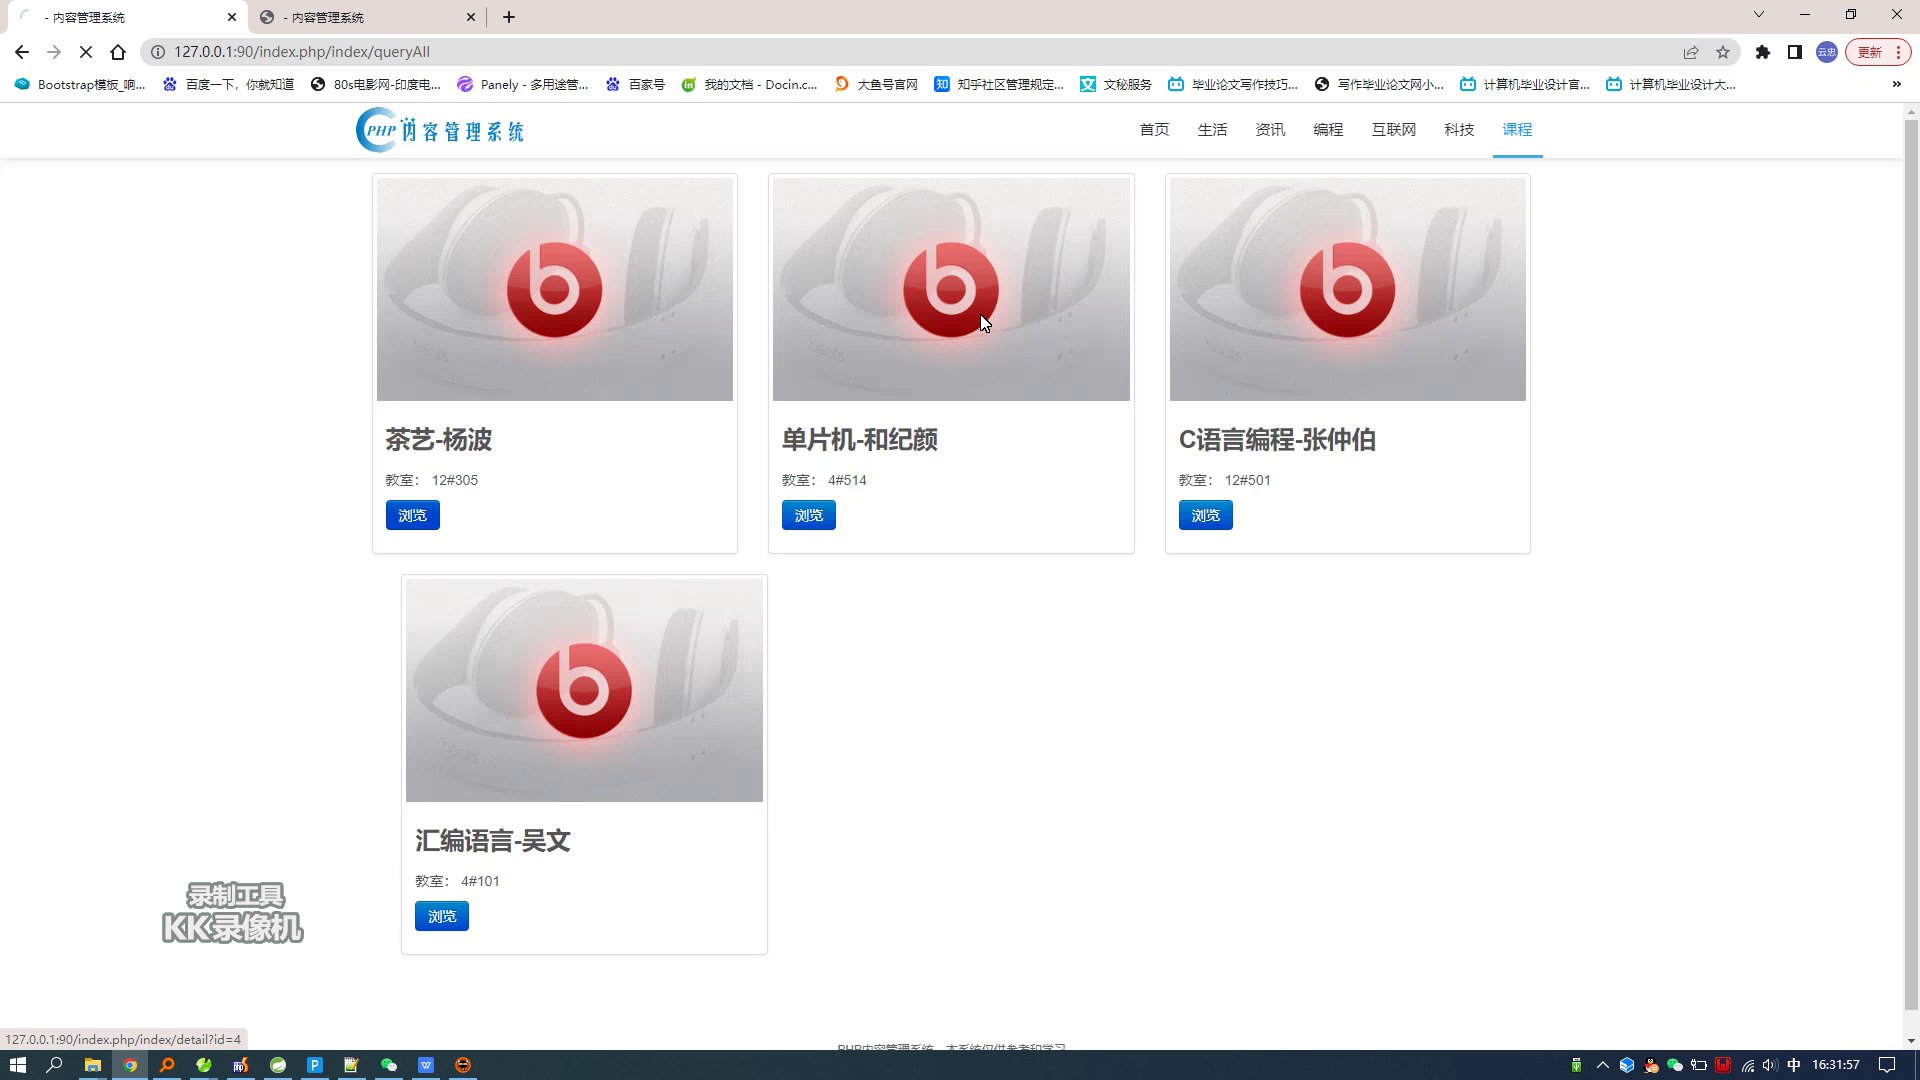 - 内容管理系统
- 内容管理系统
127.0.0.1:90/index.php/index/queryAll
云忠
更新
Bootstrap模板_响...
百度一下，你就知道
80s电影网-印度电...
Panely - 多用途管...
百家号
我的文档 - Docin.c...
大鱼号官网
知乎社区管理规定...
文秘服务
毕业论文写作技巧...
写作毕业论文网小...
计算机毕业设计官...
计算机毕业设计大...
PHP内容管理系统
首页
生活
资讯
编程
互联网
科技
课程
茶艺-杨波
教室： 12#305
浏览
单片机-和纪颜
教室： 4#514
浏览
C语言编程-张仲伯
教室： 12#501
浏览
汇编语言-吴文
教室： 4#101
浏览
录制工具
KK录像机
127.0.0.1:90/index.php/index/detail?id=4
PHP内容管理系统，本系统仅供参考和学习
中
16:31:57